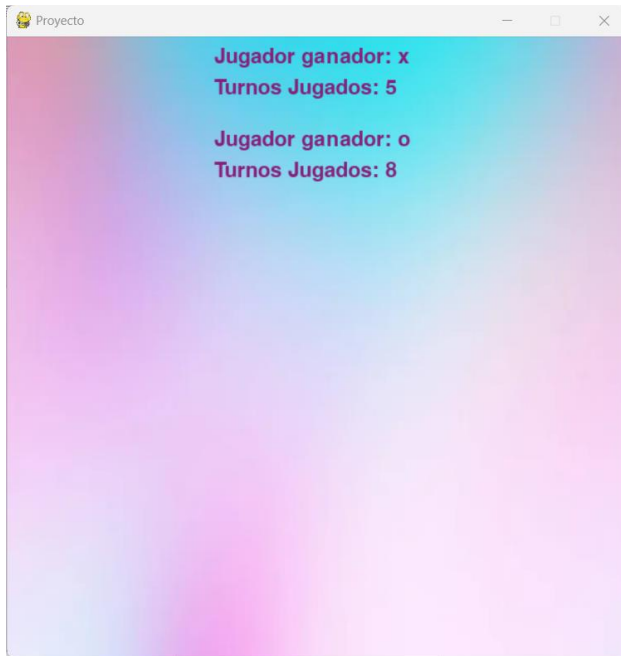 Proyecto
Jugador ganador: x
Turnos Jugados: 5
Jugador ganador: o
Turnos Jugados: 8